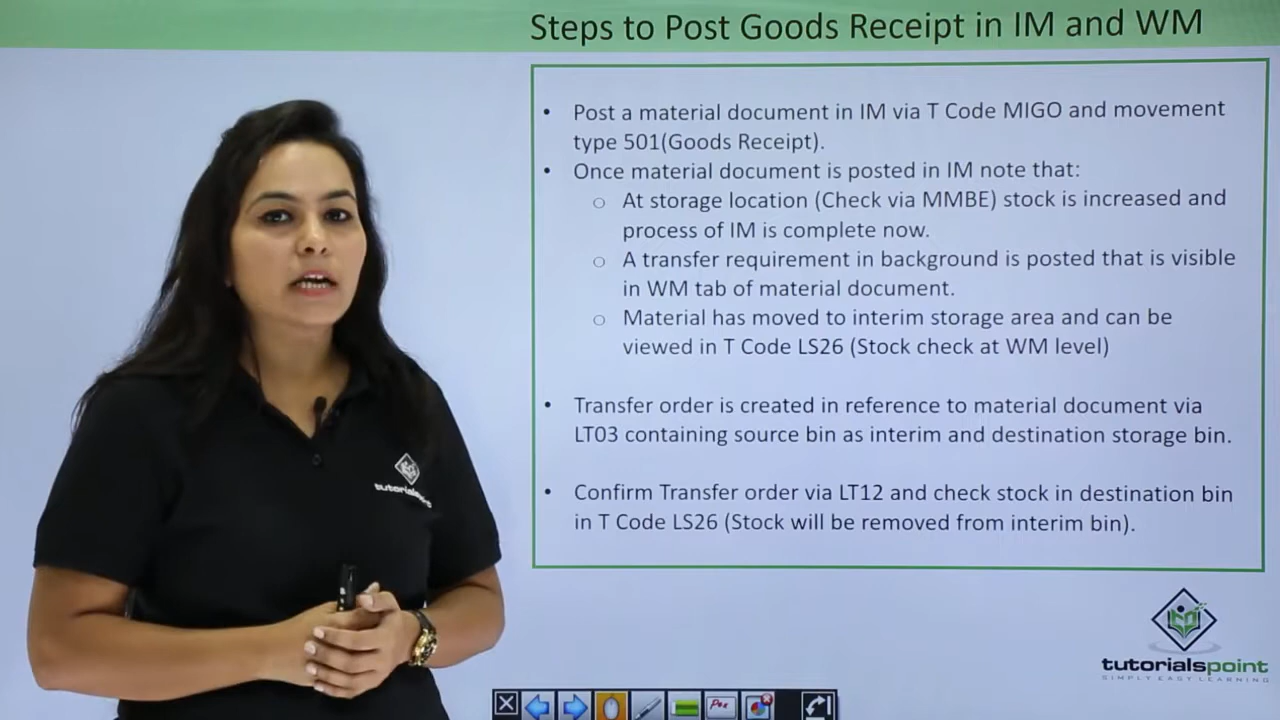 Steps to Post Goods Receipt in IM and WM
• Post a material document in IM via T Code MIGO and movement
type 501(Goods Receipt).
• Once material document is posted in IM note that:
o At storage location (Check via MMBE) stock is increased and
process of IM is complete now.
o A transfer requirement in background is posted that is visible
in WM tab of material document.
o Material has moved to interim storage area and can be
viewed in T Code LS26 (Stock check at WM level)
• Transfer order is created in reference to material document via
LT03 containing source bin as interim and destination storage bin.
• Confirm Transfer order via LT12 and check stock in destination bin
in T Code LS26 (Stock will be removed from interim bin).
tutorialspoint
SIMPLY EASY LEARNING
Pen